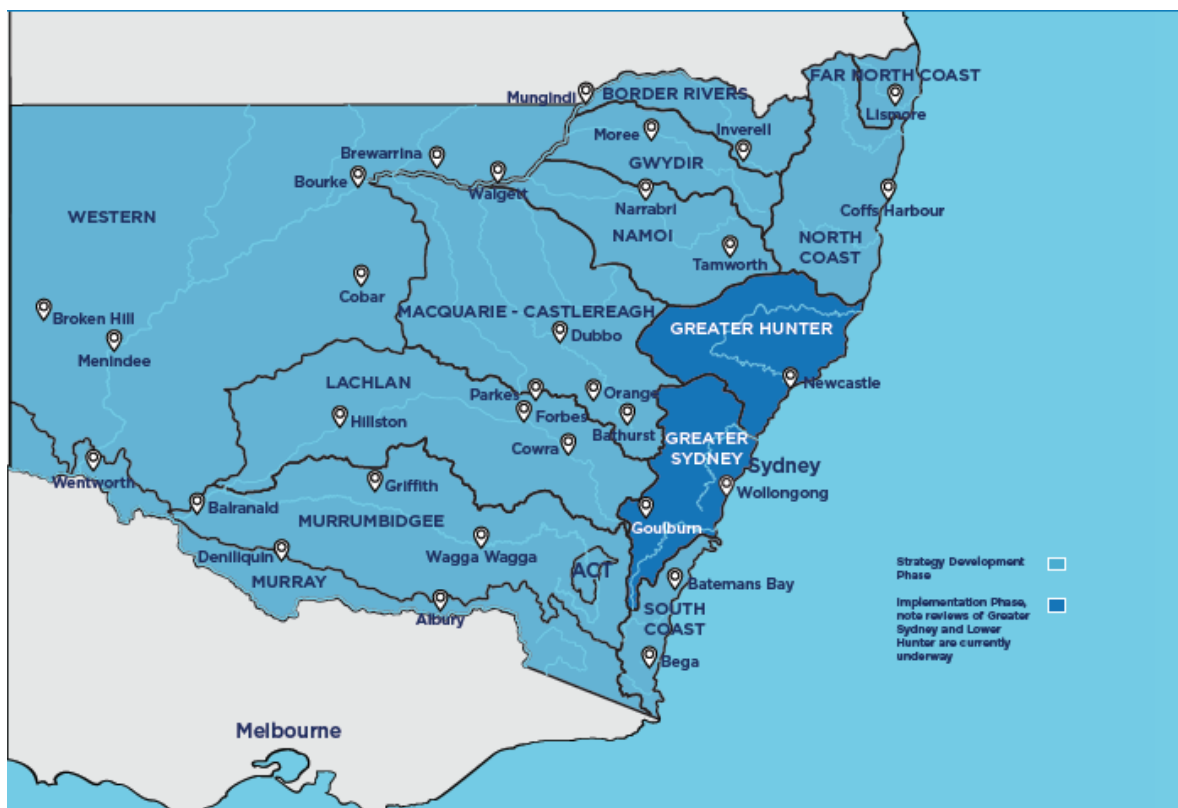 FAR NORTH COAST
Mungindi
BORDER RIVERS
Lismore
Moree
Inverell
Brewarrina
GWYDIR
Bourke
Walgett
Narrabri
Coffs Harbour
WESTERN
NAMOI
NORTH
COAST
Tamworth
Cobar
MACQUARIE - CASTLEREAGH
Broken Hill
Dubbo
GREATER HUNTER
Menindee
LACHLAN
Parkes
Orange
Newcastle
Hillston
Forbes
Bathurst
Cowra
GREATER
SYDNEY
Sydney
Wentworth
Griffith
Wollongong
Balranald
MURRUMBIDGEE
Goulburn
Deniliquin
Wagga Wagga
ACT
MURRAY
Batemans Bay
Albury
SOUTH
COAST
Bega
Melbourne
Strategy Development
Phase
Implementation Phase,
note reviews of Greater
Sydney and Lower
Hunter are currently
underway